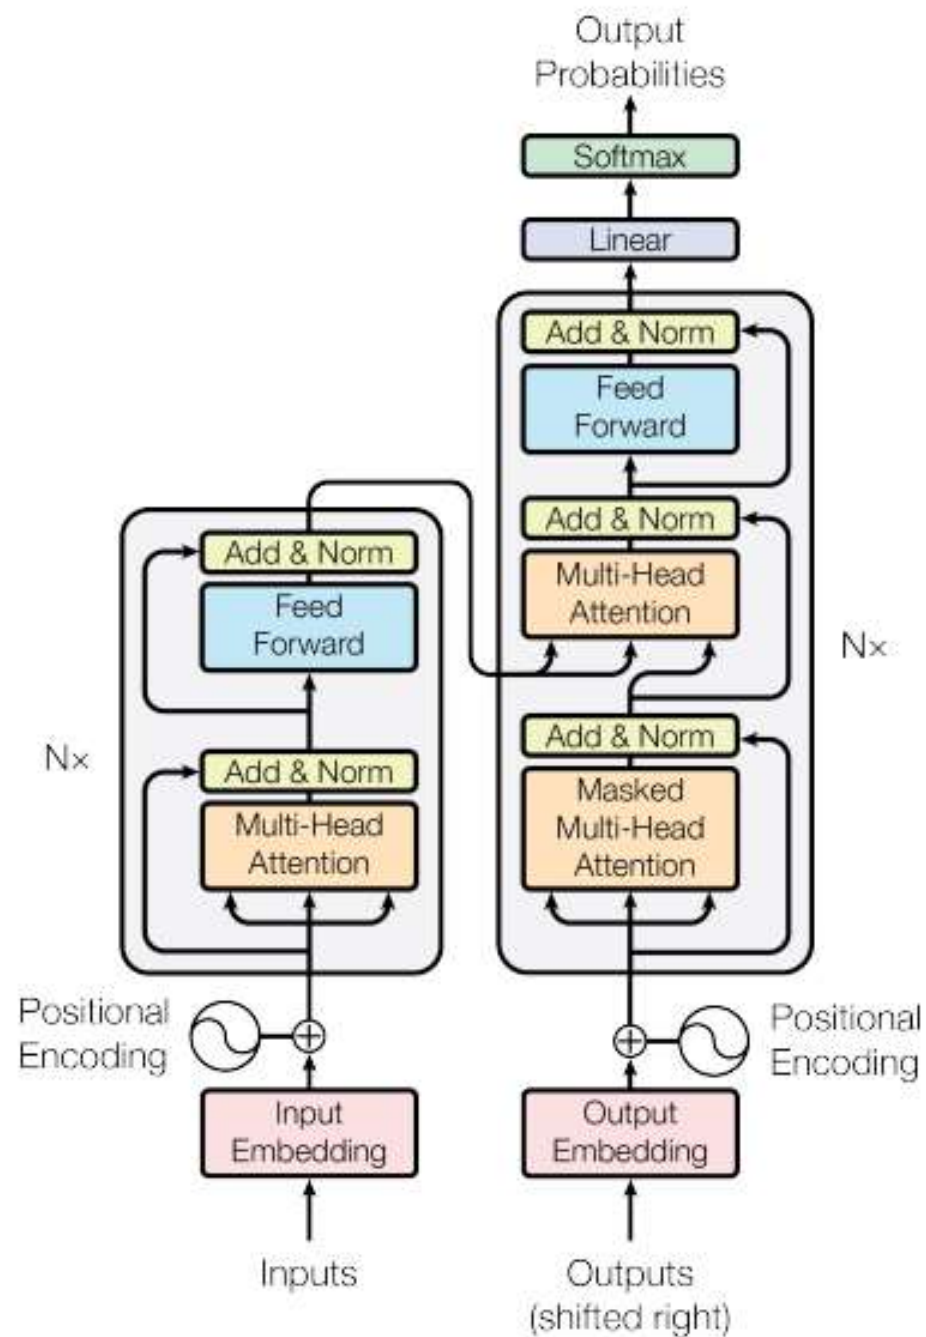 Output
Probabilities
Softmax
Linear
Add & Norm
Feed
Forward
Add & Norm
Multi-Head
Attention
Add & Norm
Masked
Multi-Head
Attention
N×
Add & Norm
Feed
Forward
Add & Norm
Multi-Head
Attention
N×
Positional
Encoding
Positional
Encoding
Input
Embedding
Output
Embedding
Inputs
Outputs
(shifted right)